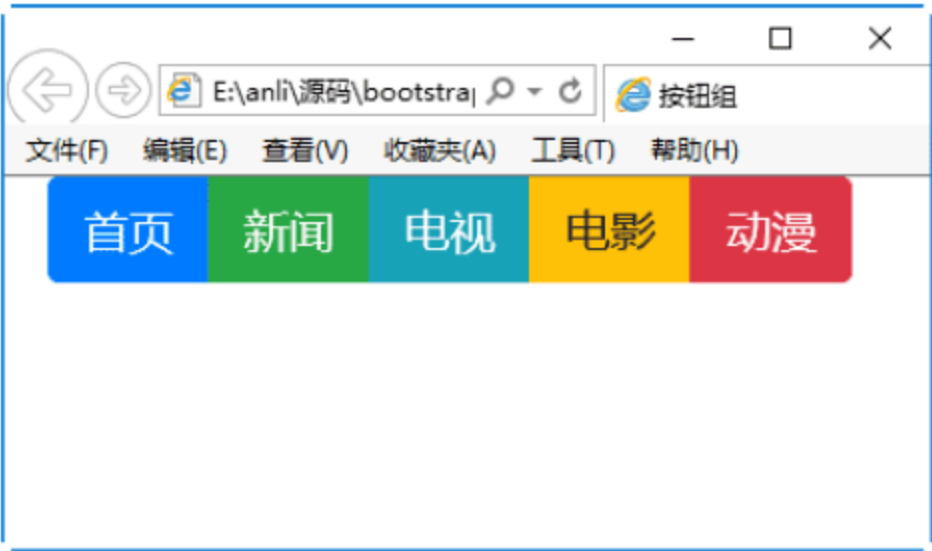 E:\anli\源码\bootstrap 按钮组
文件(F) 编辑(E) 查看(V) 收藏夹(A) 工具(T) 帮助(H)
首页 新闻 电视 电影 动漫